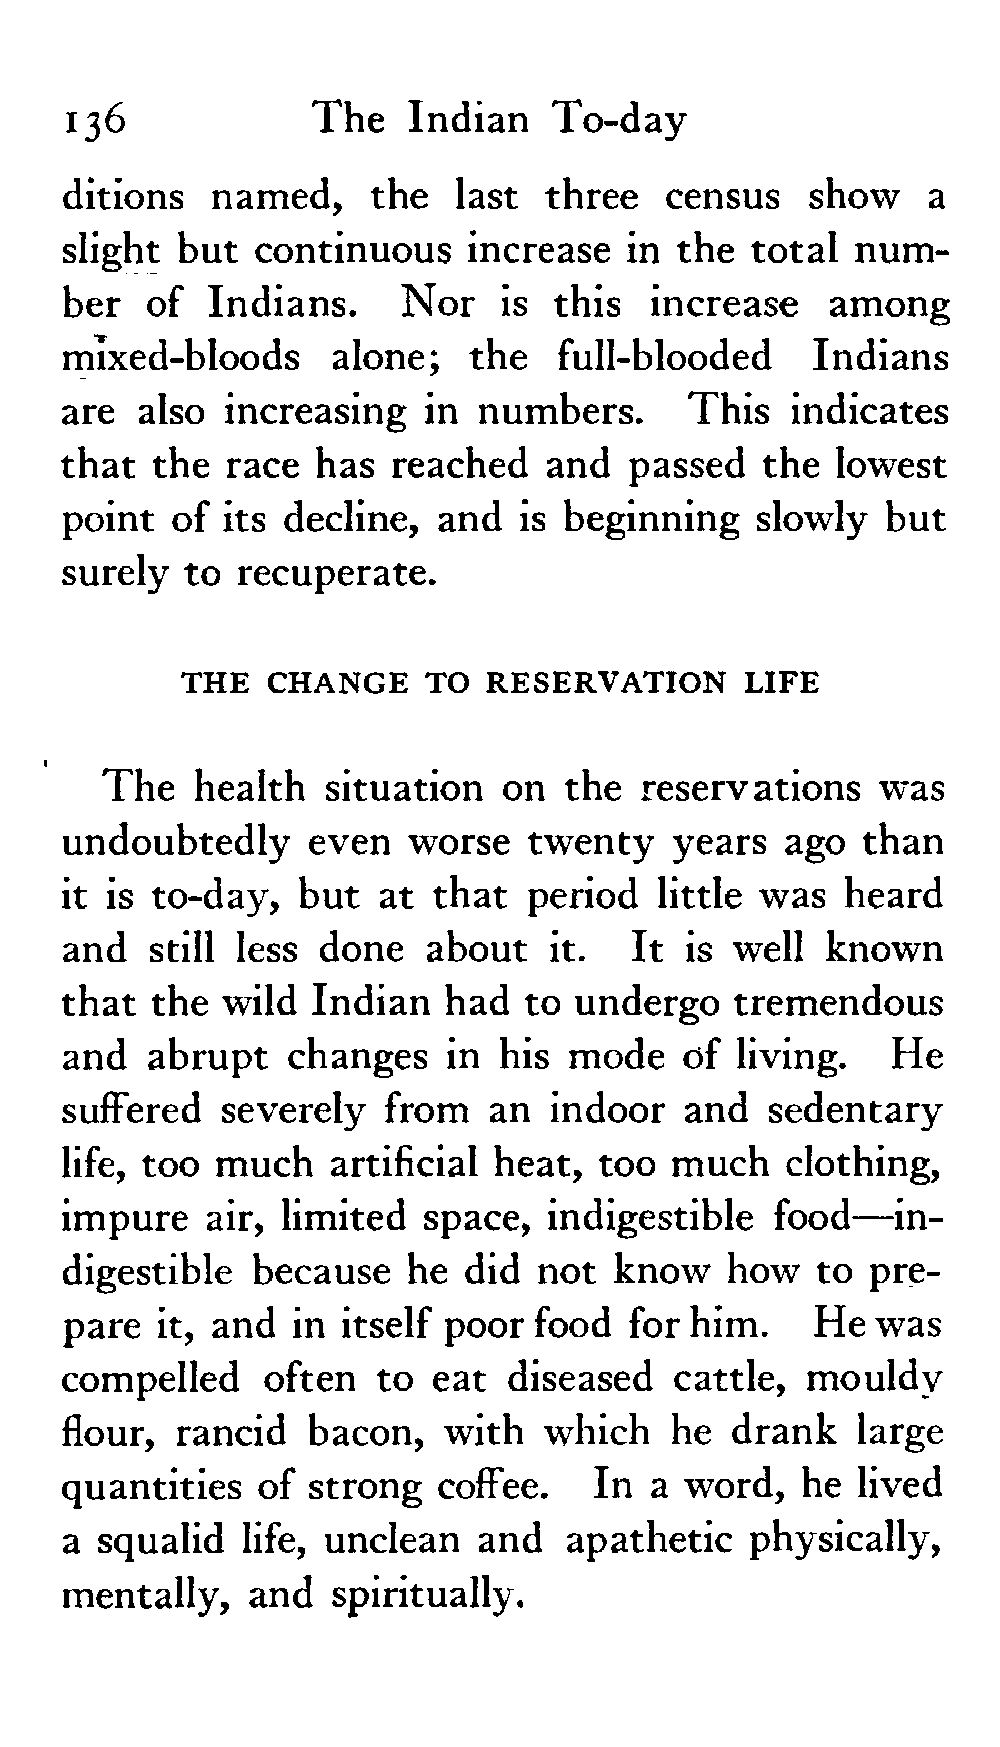 136 The Indian To-day
ditions named, the last three census show a
slight but continuous increase in the total num-
ber of Indians. Nor is this increase among
mixed-bloods alone; the full-blooded Indians
are also increasing in numbers. This indicates
that the race has reached and passed the lowest
point of its decline, and is beginning slowly but
surely to recuperate.
THE CHANGE TO RESERVATION LIFE
The health situation on the reservations was
undoubtedly even worse twenty years ago than
it is to-day, but at that period little was heard
and still less done about it. It is well known
that the wild Indian had to undergo tremendous
and abrupt changes in his mode of living. He
suffered severely from an indoor and sedentary
life, too much artificial heat, too much clothing,
impure air, limited space, indigestible food—in-
digestible because he did not know how to pre-
pare it, and in itself poor food for him. He was
compelled often to eat diseased cattle, mouldy
flour, rancid bacon, with which he drank large
quantities of strong coffee. In a word, he lived
a squalid life, unclean and apathetic physically,
mentally, and spiritually.